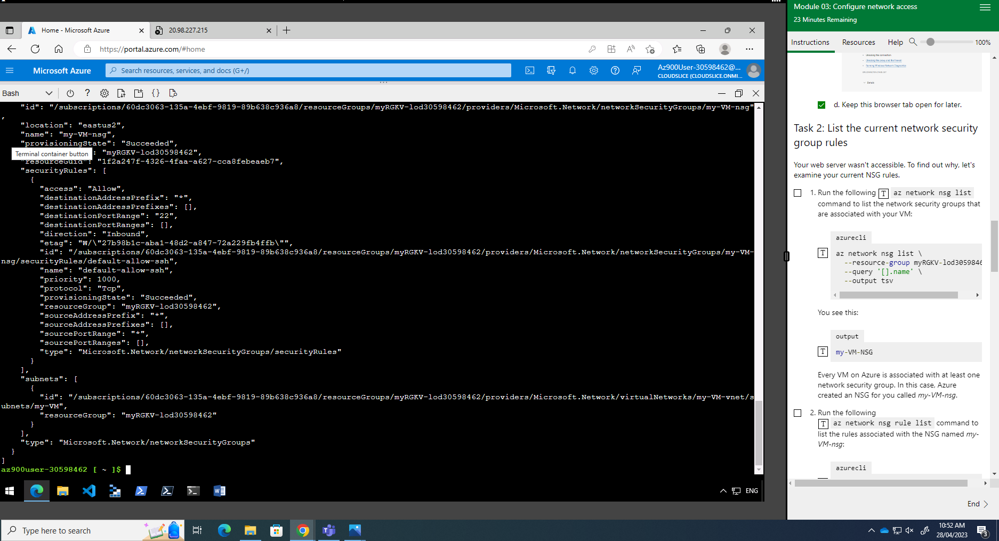 Home - Microsoft Azure
20.98.227.215
https://portal.azure.com/#home
Microsoft Azure
Search resources, services, and docs (G+/)
Az900User-30598462@...
CLOUDSLICE (CLOUDSLICE.ONMI...
Bash
"id": "/subscriptions/60dc3063-135a-4ebf-9819-89b638c936a8/resourceGroups/myRGKV-lod30598462/providers/Microsoft.Network/networkSecurityGroups/my-VM-nsg"
,
"location": "eastus2",
"name": "my-VM-nsg",
"provisioningState": "Succeeded",
Terminal container button
: "myRGKV-lod30598462",
"resourceGuid": "1f2a247f-4326-4faa-a627-cca8febeaeb7",
"securityRules": [
{
"access": "Allow",
"destinationAddressPrefix": "*",
"destinationAddressPrefixes": [],
"destinationPortRange": "22",
"destinationPortRanges": [],
"direction": "Inbound",
"etag": "W/\"27b98b1c-aba1-48d2-a847-72a229fb4ffb\"",
"id": "/subscriptions/60dc3063-135a-4ebf-9819-89b638c936a8/resourceGroups/myRGKV-lod30598462/providers/Microsoft.Network/networkSecurityGroups/my-VM-
nsg/securityRules/default-allow-ssh",
"name": "default-allow-ssh",
"priority": 1000,
"protocol": "Tcp",
"provisioningState": "Succeeded",
"resourceGroup": "myRGKV-lod30598462",
"sourceAddressPrefix": "*",
"sourceAddressPrefixes": [],
"sourcePortRange": "*",
"sourcePortRanges": [],
"type": "Microsoft.Network/networkSecurityGroups/securityRules"
}
],
"subnets": [
{
"id": "/subscriptions/60dc3063-135a-4ebf-9819-89b638c936a8/resourceGroups/myRGKV-lod30598462/providers/Microsoft.Network/virtualNetworks/my-VM-vnet/s
ubnets/my-VM",
"resourceGroup": "myRGKV-lod30598462"
}
],
"type": "Microsoft.Network/networkSecurityGroups"
}
]
az900user-30598462 [ ~ ]$
ENG
Module 03: Configure network access
23 Minutes Remaining
Instructions Resources Help 100%
Checking the connection
Checking the proxy and the firewall
Running Windows Network Diagnostics
Details
d. Keep this browser tab open for later.
Task 2: List the current network security
group rules
Your web server wasn't accessible. To find out why, let's
examine your current NSG rules.
1. Run the following T az network nsg list
command to list the network security groups that
are associated with your VM:
azurecli
T az network nsg list \
--resource-group myRGKV-lod3059846
--query '[].name' \
--output tsv
You see this:
output
T my-VM-NSG
Every VM on Azure is associated with at least one
network security group. In this case, Azure
created an NSG for you called my-VM-nsg.
2. Run the following
T az network nsg rule list command to
list the rules associated with the NSG named my-
VM-nsg:
azurecli
End
Type here to search
10:52 AM
28/04/2023
3